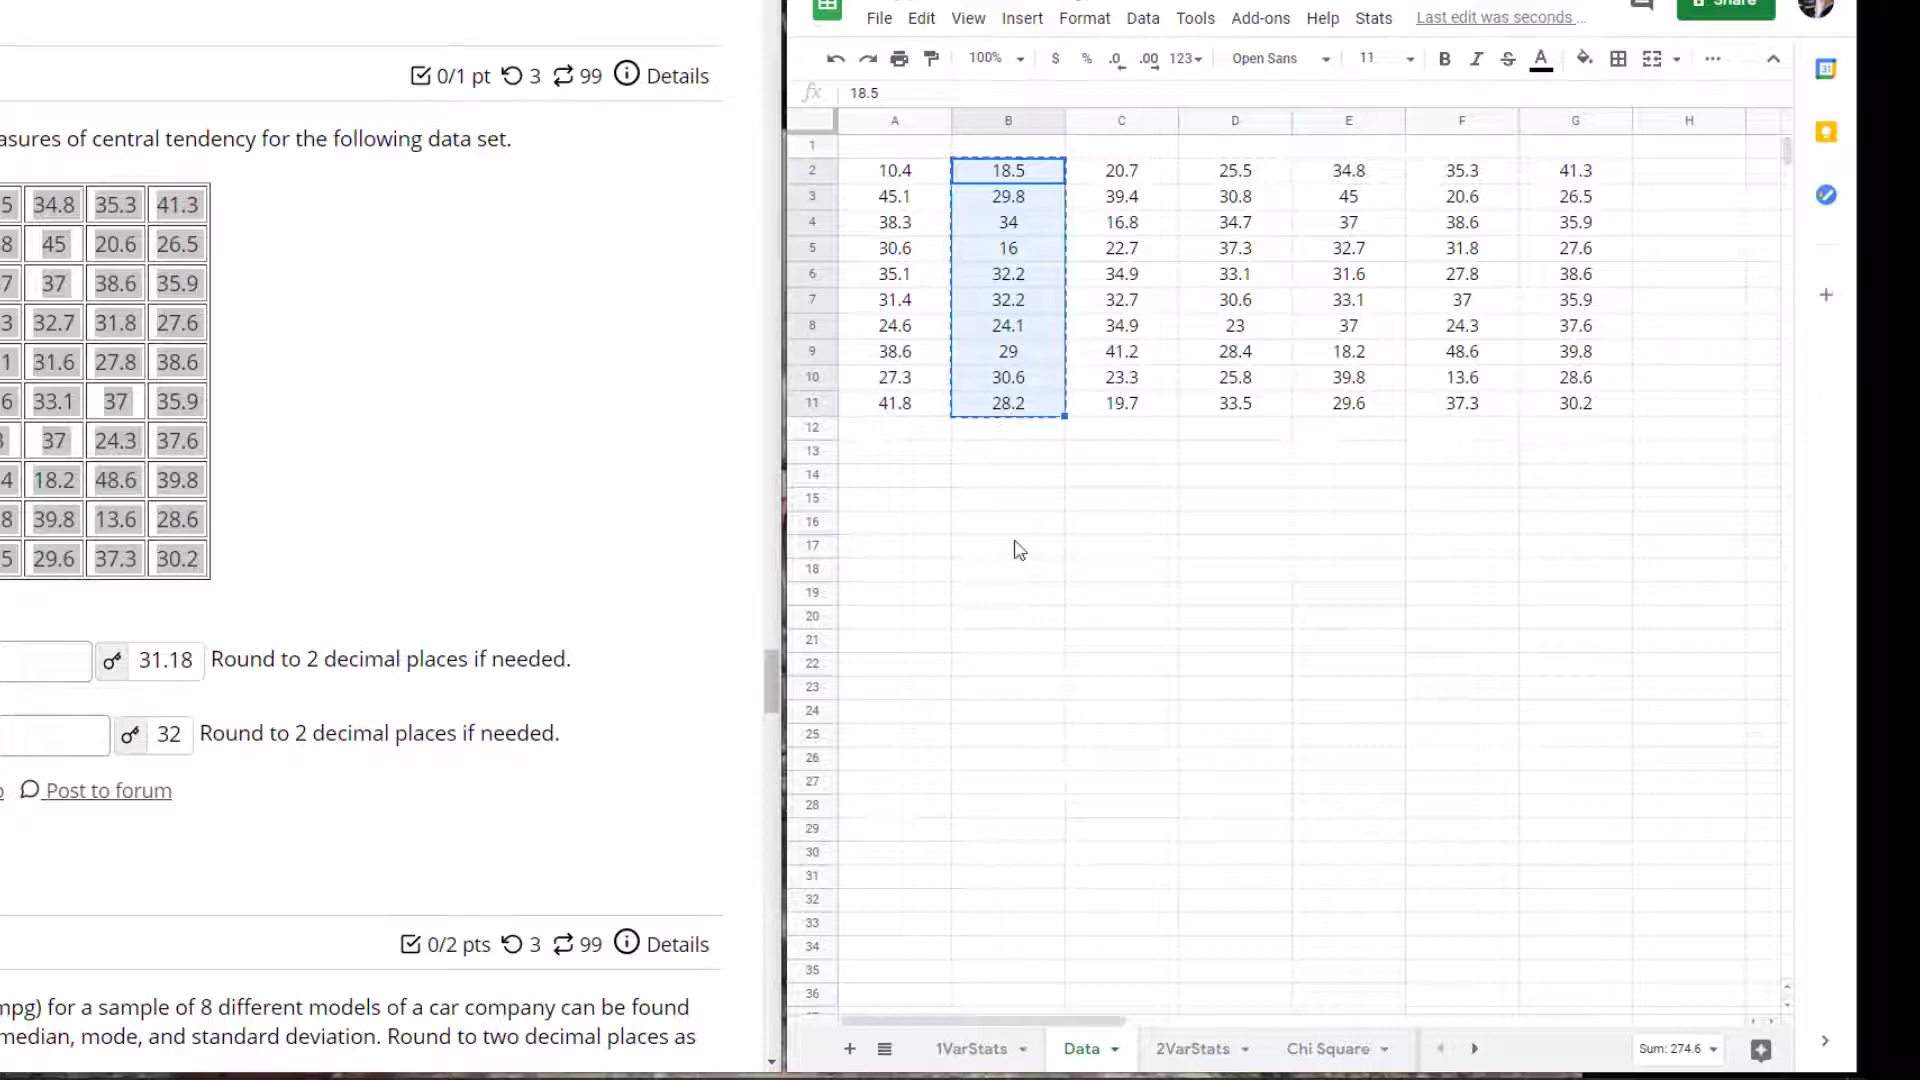 0/1 pt 3 99 Details
asures of central tendency for the following data set.
5 34.8 35.3 41.3
8 45 20.6 26.5
7 37 38.6 35.9
3 32.7 31.8 27.6
1 31.6 27.8 38.6
6 33.1 37 35.9
37 24.3 37.6
4 18.2 48.6 39.8
8 39.8 13.6 28.6
5 29.6 37.3 30.2
31.18 Round to 2 decimal places if needed.
32 Round to 2 decimal places if needed.
Post to forum
0/2 pts 3 99 Details
mpg) for a sample of 8 different models of a car company can be found
median, mode, and standard deviation. Round to two decimal places as
Share
File Edit View Insert Format Data Tools Add-ons Help Stats Last edit was seconds ...
100% $ % .0 .00 123 Open Sans 11 B I S A ...
fx 18.5
A B C D E F G H
1
2 10.4 18.5 20.7 25.5 34.8 35.3 41.3
3 45.1 29.8 39.4 30.8 45 20.6 26.5
4 38.3 34 16.8 34.7 37 38.6 35.9
5 30.6 16 22.7 37.3 32.7 31.8 27.6
6 35.1 32.2 34.9 33.1 31.6 27.8 38.6
7 31.4 32.2 32.7 30.6 33.1 37 35.9
8 24.6 24.1 34.9 23 37 24.3 37.6
9 38.6 29 41.2 28.4 18.2 48.6 39.8
10 27.3 30.6 23.3 25.8 39.8 13.6 28.6
11 41.8 28.2 19.7 33.5 29.6 37.3 30.2
12
13
14
15
16
17
18
19
20
21
22
23
24
25
26
27
28
29
30
31
32
33
34
35
36
+ 1VarStats Data 2VarStats Chi Square Sum: 274.6
31